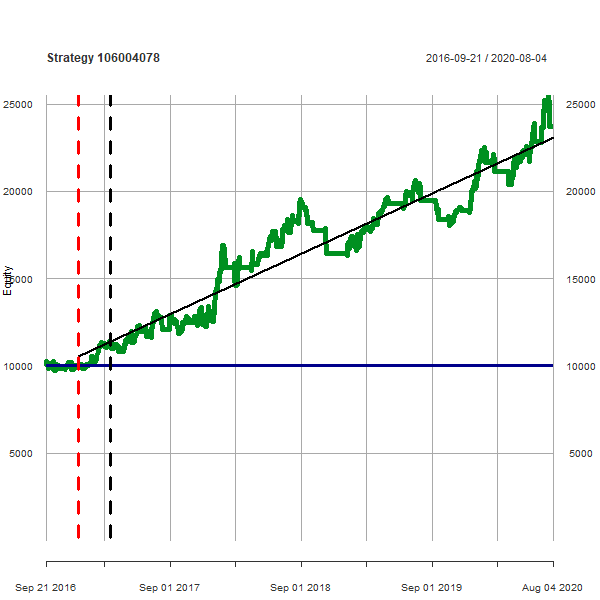 Strategy 106004078
2016-09-21 / 2020-08-04
25000
25000
20000
20000
Equity
15000
15000
10000
10000
5000
5000
Sep 21 2016
Sep 01 2017
Sep 01 2018
Sep 01 2019
Aug 04 2020